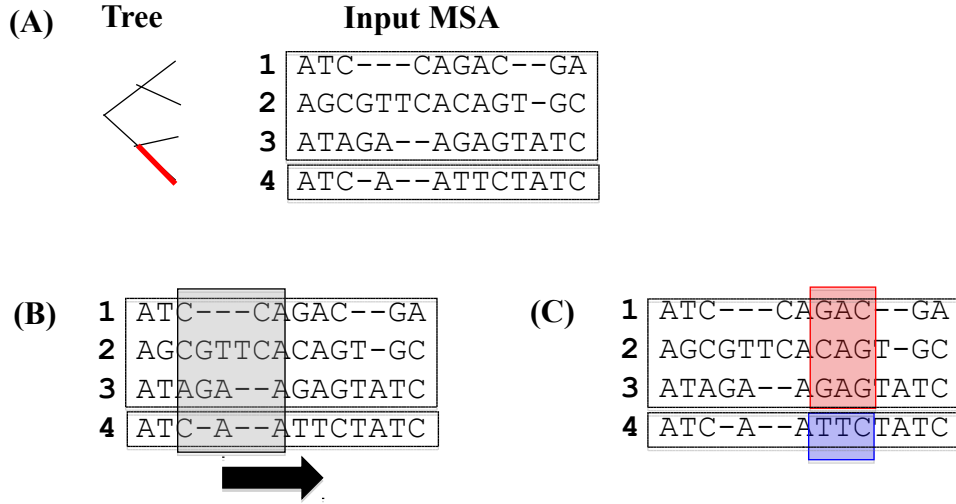 (A) Tree Input MSA
1 ATC---CAGAC--GA
2 AGCGTTCACAGT-GC
3 ATAGA--AGAGTATC
4 ATC-A--ATTCTATC
(B)
1 ATC---CAGAC--GA
2 AGCGTTCACAGT-GC
3 ATAGA--AGAGTATC
4 ATC-A--ATTCTATC
(C)
1 ATC---CAGAC--GA
2 AGCGTTCACAGT-GC
3 ATAGA--AGAGTATC
4 ATC-A--ATTCTATC